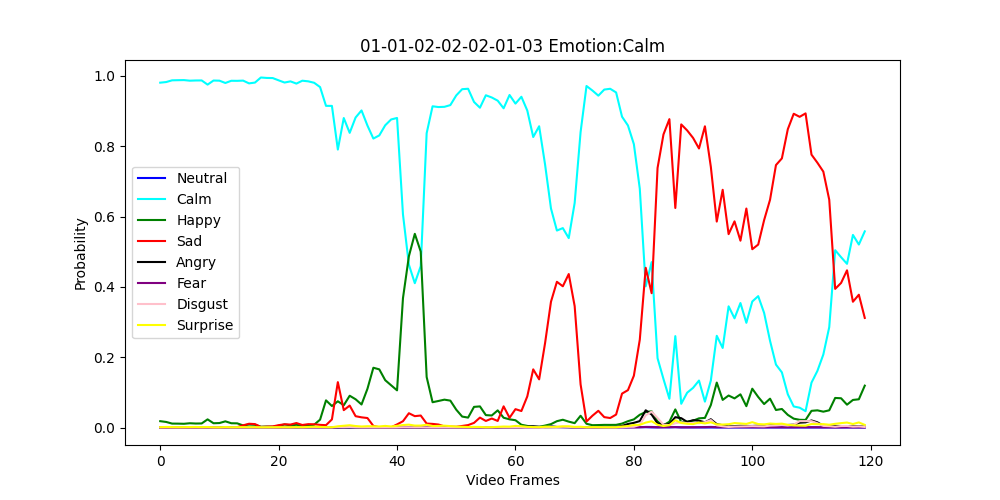 01-01-02-02-02-01-03 Emotion:Calm
1.0
0.8
0.6
0.4
0.2
0.0
Probability
Neutral
Calm
Happy
Sad
Angry
Fear
Disgust
Surprise
0 20 40 60 80 100 120
Video Frames